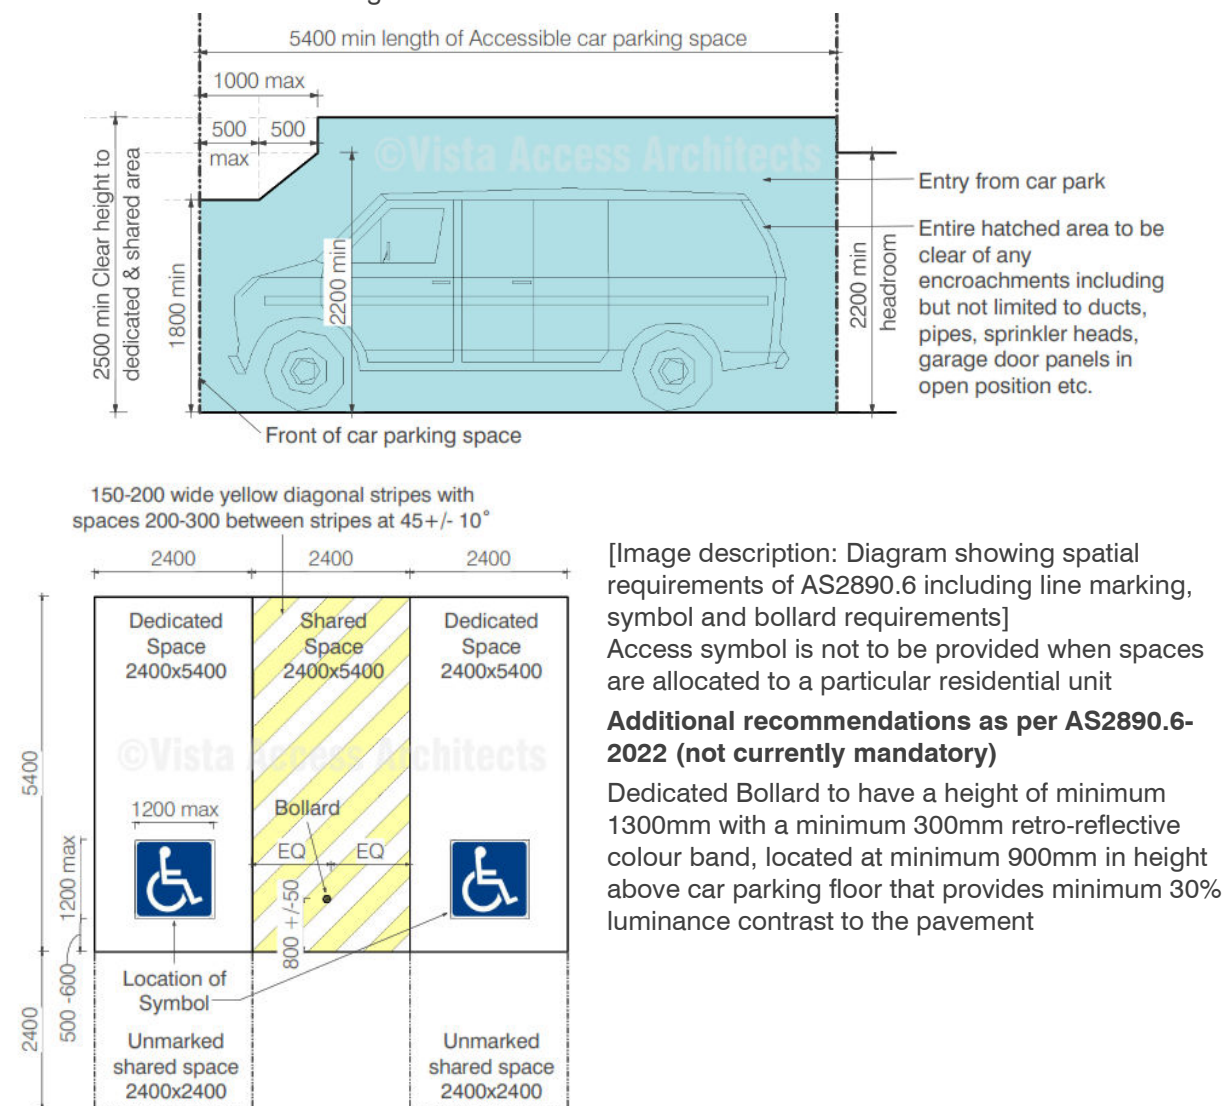 5400 min length of Accessible car parking space
1000 max
500
500
max
©Vista Access Architects
2500 min Clear height to
dedicated & shared area
1800 min
2200 min
2200 min
headroom
Entry from car park
Entire hatched area to be
clear of any
encroachments including
but not limited to ducts,
pipes, sprinkler heads,
garage door panels in
open position etc.
Front of car parking space
150-200 wide yellow diagonal stripes with
spaces 200-300 between stripes at 45+/- 10°
2400
2400
2400
Dedicated
Space
2400x5400
Shared
Space
2400x5400
Dedicated
Space
2400x5400
©Vista Access Architects
5400
1200 max
1200 max
Bollard
EQ
EQ
800 +/-50
500 -600
Location of
Symbol
2400
Unmarked
shared space
2400x2400
Unmarked
shared space
2400x2400
[Image description: Diagram showing spatial
requirements of AS2890.6 including line marking,
symbol and bollard requirements]
Access symbol is not to be provided when spaces
are allocated to a particular residential unit
Additional recommendations as per AS2890.6-
2022 (not currently mandatory)
Dedicated Bollard to have a height of minimum
1300mm with a minimum 300mm retro-reflective
colour band, located at minimum 900mm in height
above car parking floor that provides minimum 30%
luminance contrast to the pavement